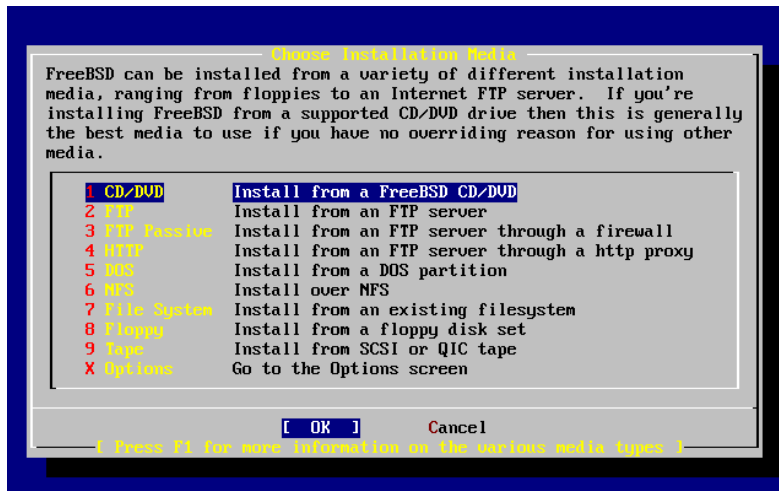 Choose Installation Media
FreeBSD can be installed from a variety of different installation
media, ranging from floppies to an Internet FTP server.  If you're
installing FreeBSD from a supported CD/DVD drive then this is generally
the best media to use if you have no overriding reason for using other
media.
1 CD/DVD Install from a FreeBSD CD/DVD
2 FTP Install from an FTP server
3 FTP Passive Install from an FTP server through a firewall
4 HTTP Install from an FTP server through a http proxy
5 DOS Install from a DOS partition
6 NFS Install over NFS
7 File System Install from an existing filesystem
8 Floppy Install from a floppy disk set
9 Tape Install from SCSI or QIC tape
X Options Go to the Options screen
[ OK ] Cancel
[ Press F1 for more information on the various media types ]